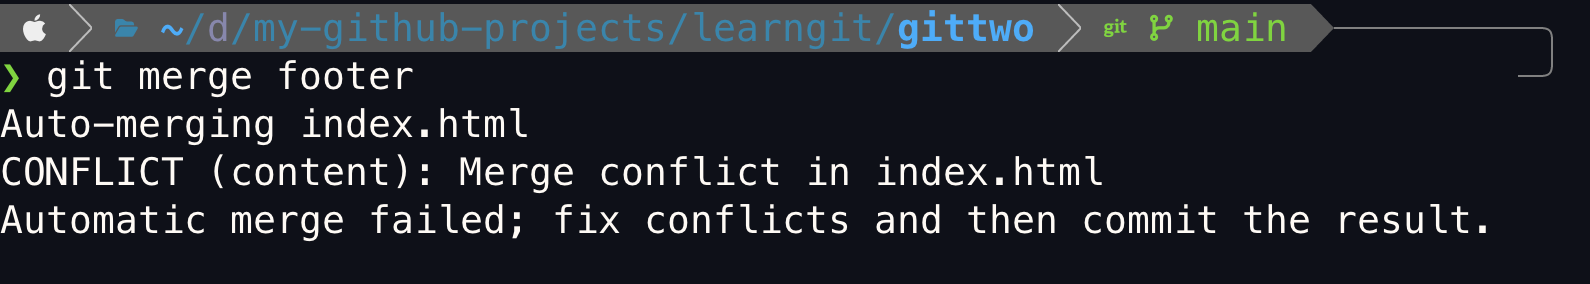 ~/d/my-github-projects/learngit/gittwo git main
❯ git merge footer
Auto-merging index.html
CONFLICT (content): Merge conflict in index.html
Automatic merge failed; fix conflicts and then commit the result.